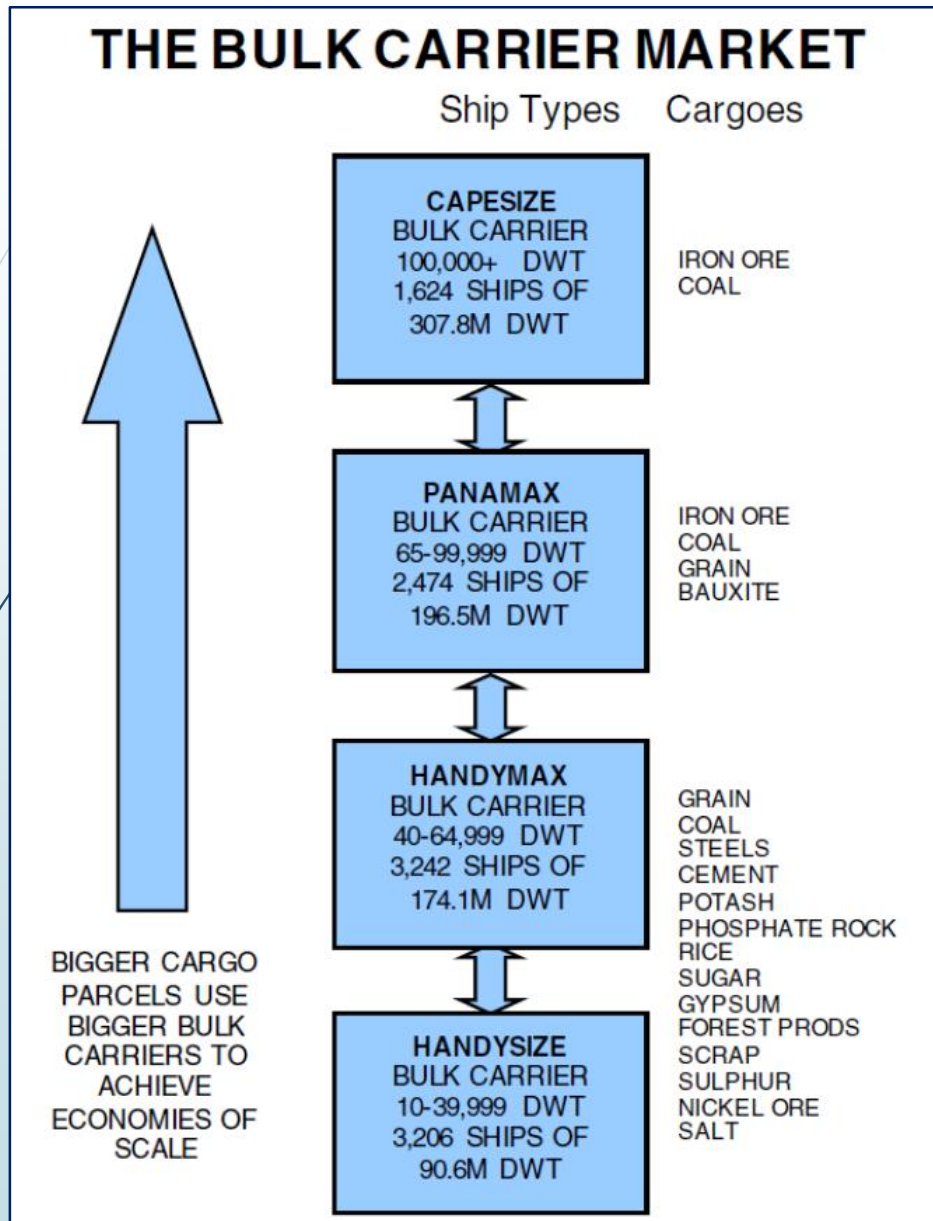 THE BULK CARRIER MARKET
Ship Types Cargoes
CAPESIZE
BULK CARRIER
100,000+ DWT
1,624 SHIPS OF
307.8M DWT
IRON ORE
COAL
PANAMAX
BULK CARRIER
65-99,999 DWT
2,474 SHIPS OF
196.5M DWT
IRON ORE
COAL
GRAIN
BAUXITE
HANDYMAX
BULK CARRIER
40-64,999 DWT
3,242 SHIPS OF
174.1M DWT
HANDYSIZE
BULK CARRIER
10-39,999 DWT
3,206 SHIPS OF
90.6M DWT
GRAIN
COAL
STEELS
CEMENT
POTASH
PHOSPHATE ROCK
RICE
SUGAR
GYPSUM
FOREST PRODS
SCRAP
SULPHUR
NICKEL ORE
SALT
BIGGER CARGO
PARCELS USE
BIGGER BULK
CARRIERS TO
ACHIEVE
ECONOMIES OF
SCALE